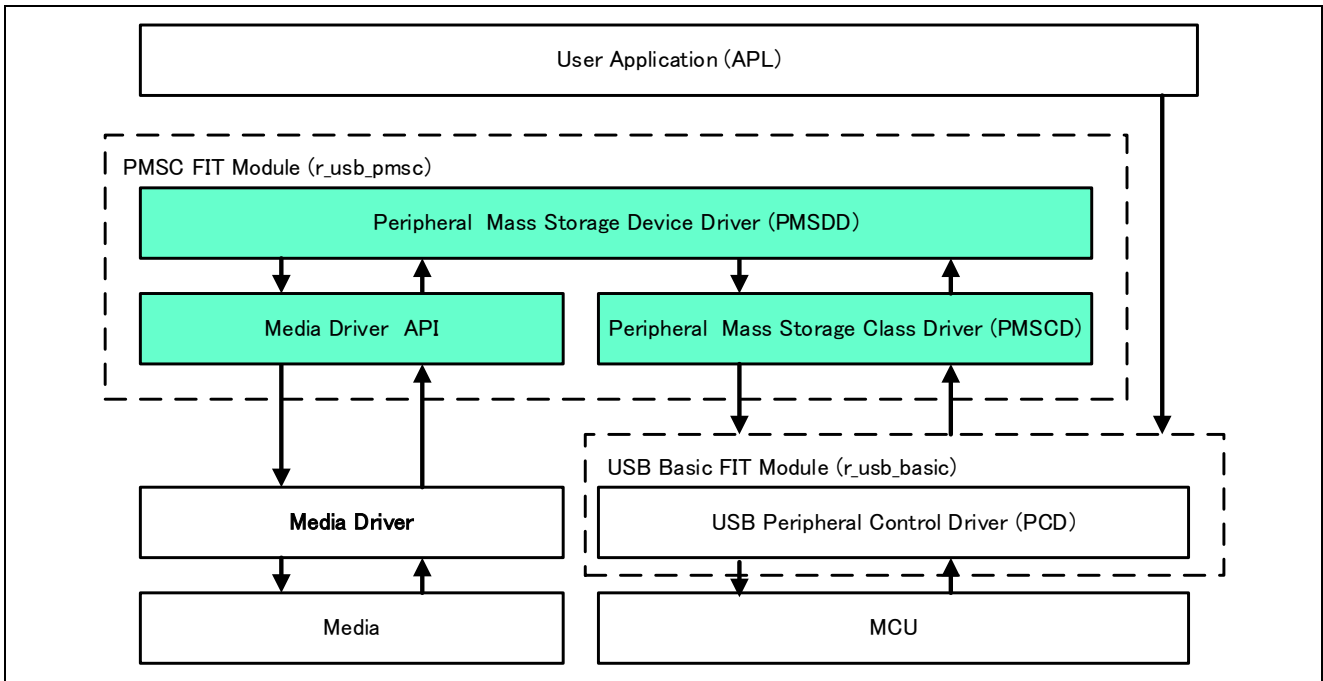 User Application (APL)
PMSC FIT Module (r_usb_pmsc)
Peripheral Mass Storage Device Driver (PMSDD)
Media Driver API
Peripheral Mass Storage Class Driver (PMSCD)
USB Basic FIT Module (r_usb_basic)
Media Driver
USB Peripheral Control Driver (PCD)
Media
MCU